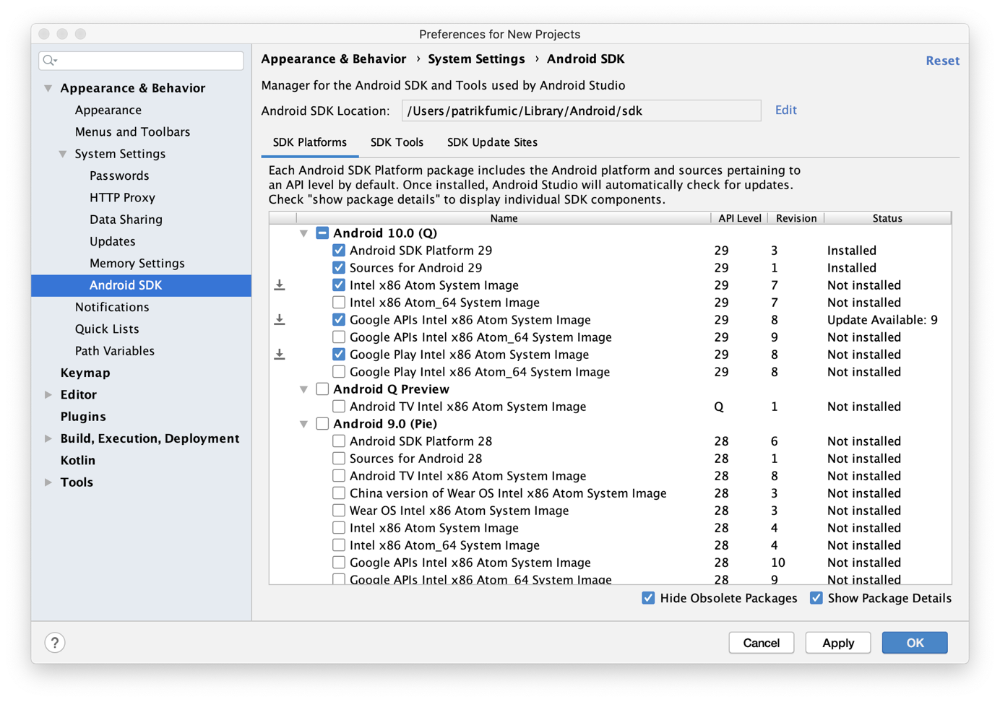 Preferences for New Projects
Appearance & Behavior
Appearance
Menus and Toolbars
System Settings
Passwords
HTTP Proxy
Data Sharing
Updates
Memory Settings
Android SDK
Notifications
Quick Lists
Path Variables
Keymap
Editor
Plugins
Build, Execution, Deployment
Kotlin
Tools
Appearance & Behavior › System Settings › Android SDK
Reset
Manager for the Android SDK and Tools used by Android Studio
Android SDK Location: /Users/patrikfumic/Library/Android/sdk Edit
SDK Platforms SDK Tools SDK Update Sites
Each Android SDK Platform package includes the Android platform and sources pertaining to
an API level by default. Once installed, Android Studio will automatically check for updates.
Check "show package details" to display individual SDK components.
Name API Level Revision Status
Android 10.0 (Q)
Android SDK Platform 29 29 3 Installed
Sources for Android 29 29 1 Installed
Intel x86 Atom System Image 29 7 Not installed
Intel x86 Atom_64 System Image 29 7 Not installed
Google APIs Intel x86 Atom System Image 29 8 Update Available: 9
Google APIs Intel x86 Atom_64 System Image 29 9 Not installed
Google Play Intel x86 Atom System Image 29 8 Not installed
Google Play Intel x86 Atom_64 System Image 29 8 Not installed
Android Q Preview
Android TV Intel x86 Atom System Image Q 1 Not installed
Android 9.0 (Pie)
Android SDK Platform 28 28 6 Not installed
Sources for Android 28 28 1 Not installed
Android TV Intel x86 Atom System Image 28 8 Not installed
China version of Wear OS Intel x86 Atom System Image 28 3 Not installed
Wear OS Intel x86 Atom System Image 28 3 Not installed
Intel x86 Atom System Image 28 4 Not installed
Intel x86 Atom_64 System Image 28 4 Not installed
Google APIs Intel x86 Atom System Image 28 10 Not installed
Google APIs Intel x86 Atom_64 System Image 28 9 Not installed
Hide Obsolete Packages Show Package Details
? Cancel Apply OK